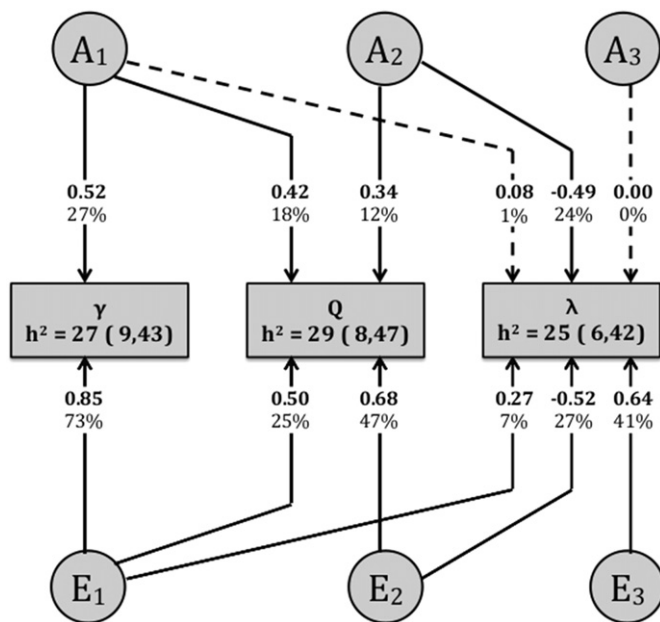 A1 A2 A3
0.52 0.42 0.34 0.08 -0.49 0.00
27% 18% 12% 1% 24% 0%
γ Q λ
h² = 27 ( 9,43) h² = 29 ( 8,47) h² = 25 ( 6,42)
0.85 0.50 0.68 0.27 -0.52 0.64
73% 25% 47% 7% 27% 41%
E1 E2 E3